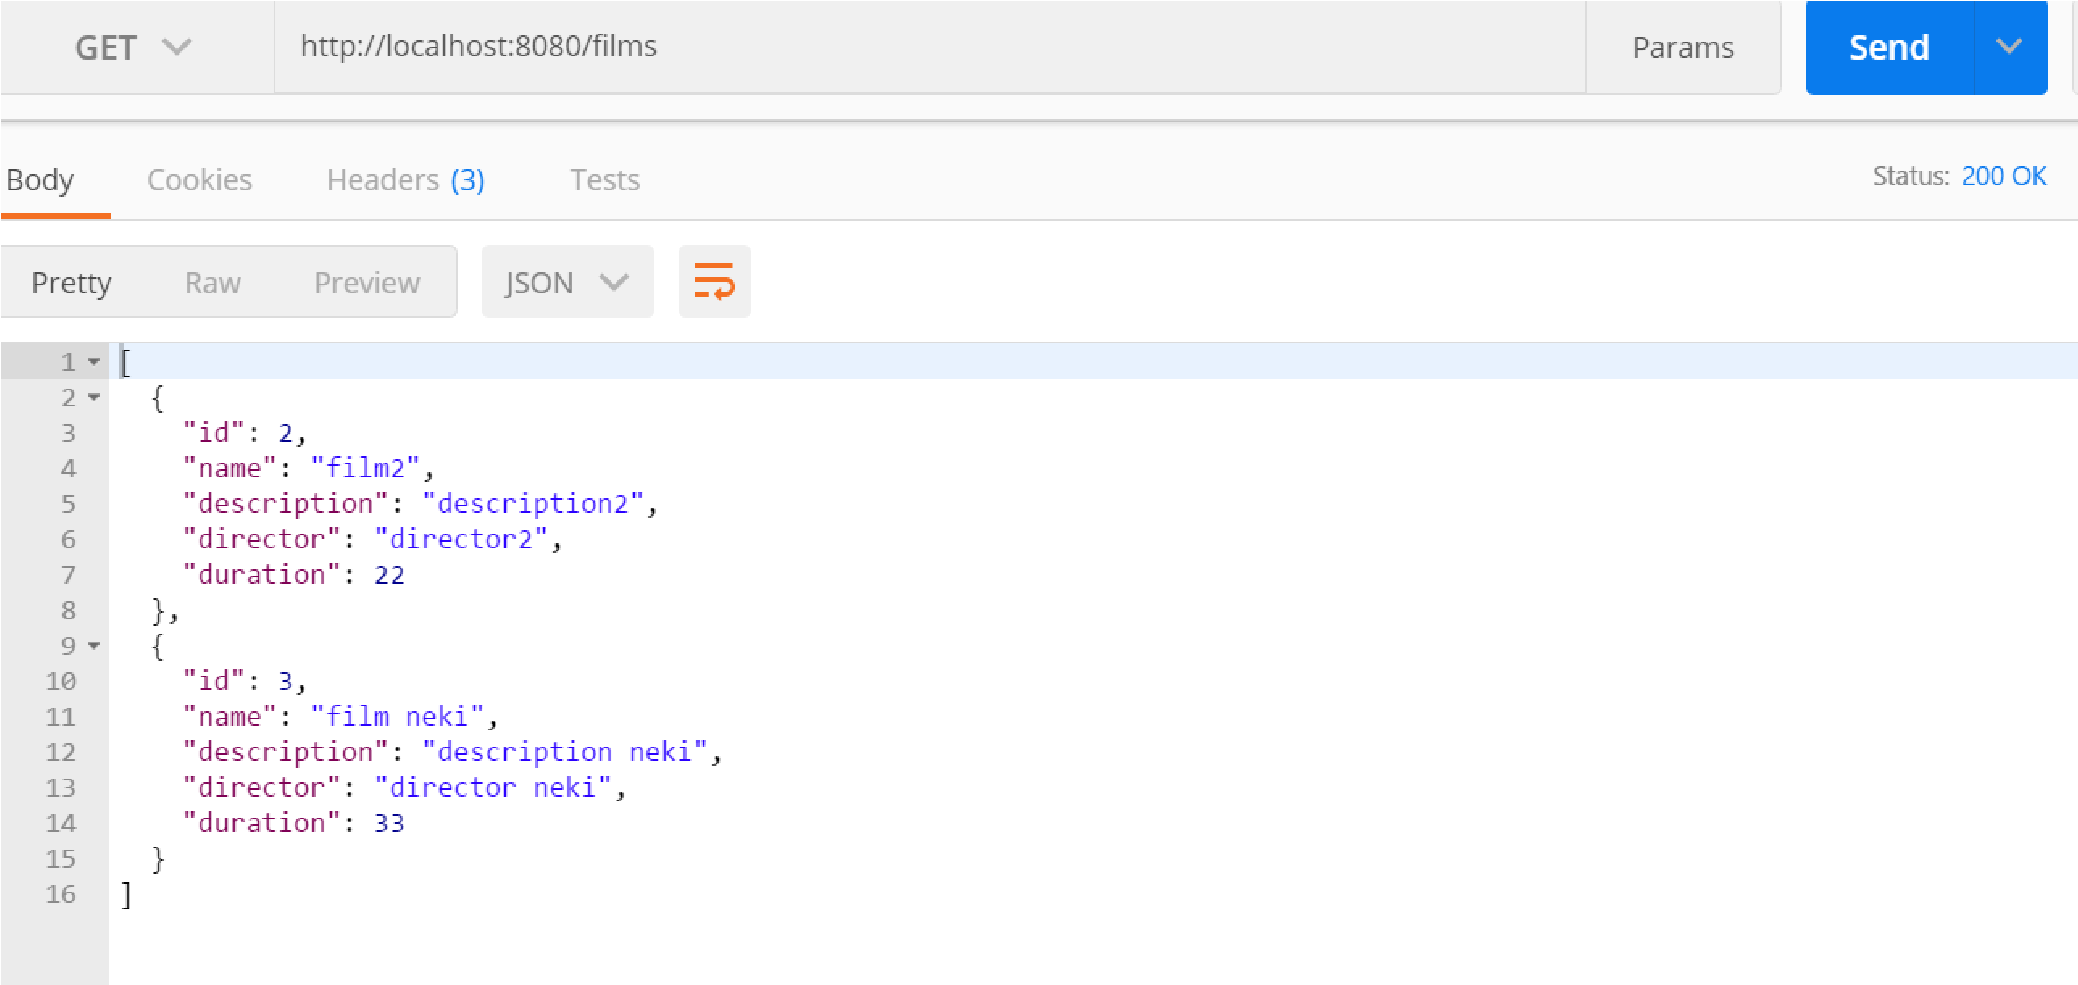 GET http://localhost:8080/films Params Send
Body Cookies Headers (3) Tests Status: 200 OK
Pretty Raw Preview JSON
1 [
2 {
3 "id": 2,
4 "name": "film2",
5 "description": "description2",
6 "director": "director2",
7 "duration": 22
8 },
9 {
10 "id": 3,
11 "name": "film neki",
12 "description": "description neki",
13 "director": "director neki",
14 "duration": 33
15 }
16 ]